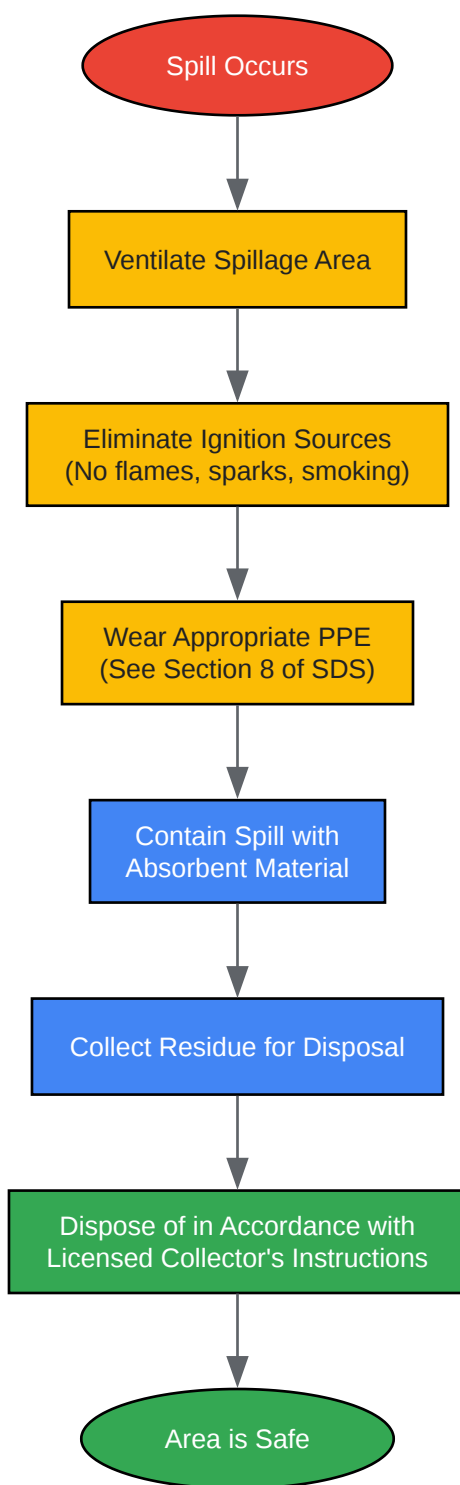 Spill Occurs
Ventilate Spillage Area
Eliminate Ignition Sources
(No flames, sparks, smoking)
Wear Appropriate PPE
(See Section 8 of SDS)
Contain Spill with
Absorbent Material
Collect Residue for Disposal
Dispose of in Accordance with
Licensed Collector's Instructions
Area is Safe